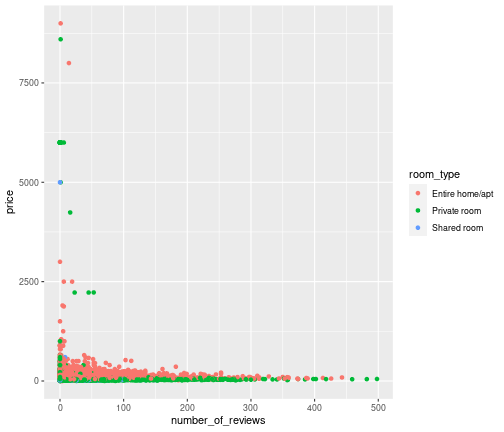 7500
5000
2500
0
price
0 100 200 300 400 500
number_of_reviews
room_type
Entire home/apt
Private room
Shared room